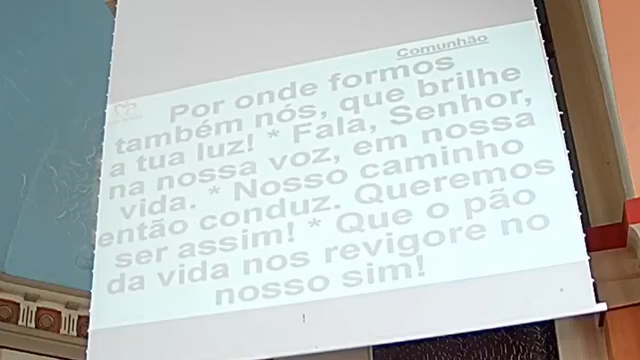 Comunhão
Por onde formos
também nós, que brilhe
a tua luz! * Fala, Senhor,
na nossa voz, em nossa
vida. * Nosso caminho
então conduz. Queremos
ser assim! * Que o pão
da vida nos revigore no
nosso sim!